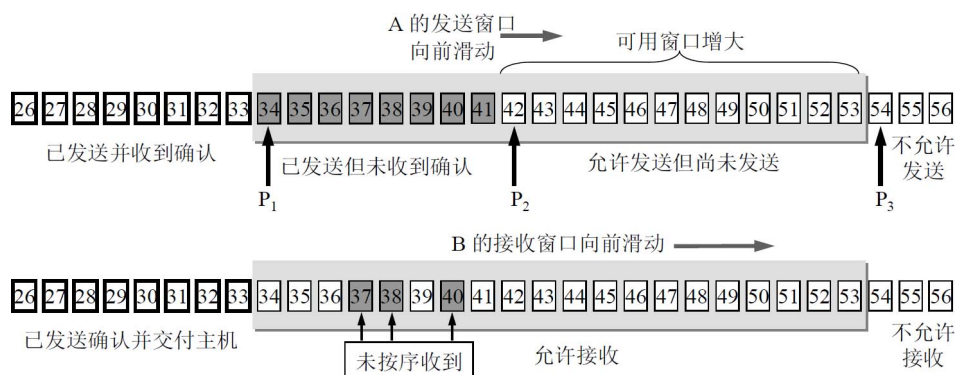 A 的发送窗口
向前滑动
可用窗口增大
26 27 28 29 30 31 32 33 34 35 36 37 38 39 40 41 42 43 44 45 46 47 48 49 50 51 52 53 54 55 56
已发送并收到确认
已发送但未收到确认
允许发送但尚未发送
不允许
发送
P₁
P₂
P₃
B 的接收窗口向前滑动
26 27 28 29 30 31 32 33 34 35 36 37 38 39 40 41 42 43 44 45 46 47 48 49 50 51 52 53 54 55 56
已发送确认并交付主机
未按序收到
允许接收
不允许
接收